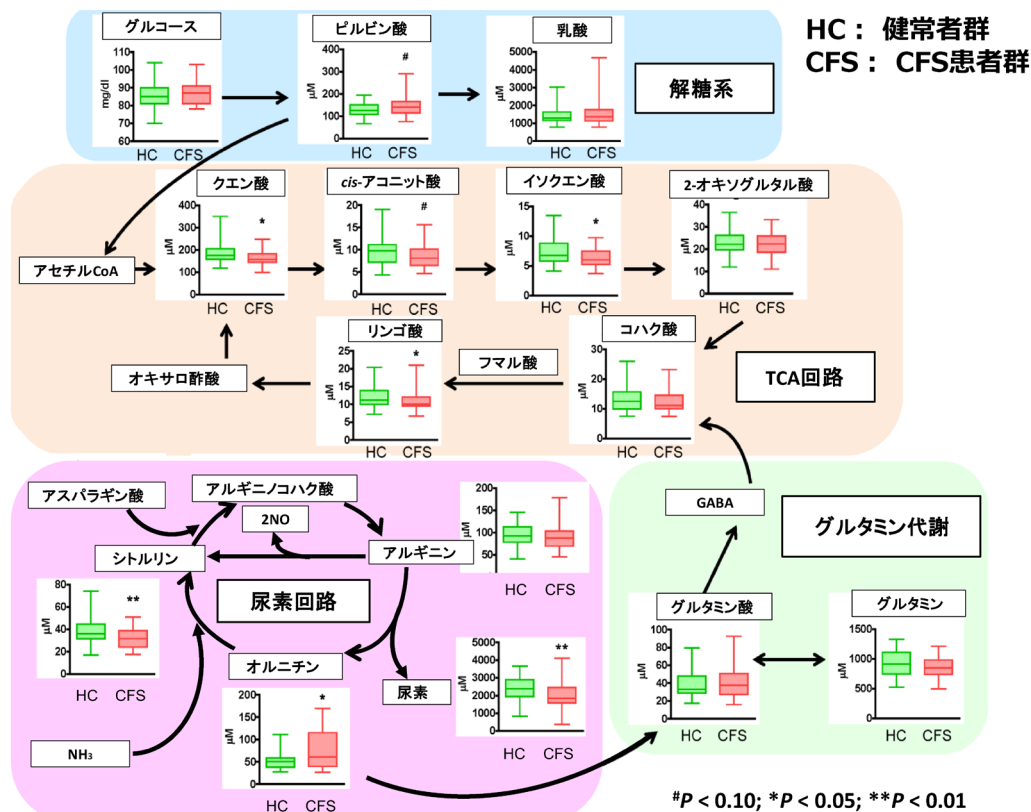 HC： 健常者群
CFS： CFS患者群
グルコース
mg/dl
110
100
90
80
70
60
HC CFS
ピルビン酸
μM
400
300
200
100
0
#
HC CFS
乳酸
μM
5000
4000
3000
2000
1000
0
HC CFS
解糖系
クエン酸
μM
400
300
200
100
0
*
HC CFS
cis-アコニット酸
μM
20
15
10
5
0
#
HC CFS
イソクエン酸
μM
15
10
5
0
*
HC CFS
2-オキソグルタル酸
μM
40
30
20
10
0
HC CFS
アセチルCoA
リンゴ酸
μM
25
20
15
10
5
0
*
HC CFS
フマル酸
コハク酸
μM
30
20
10
0
HC CFS
オキサロ酢酸
TCA回路
アスパラギン酸
アルギニノコハク酸
2NO
シトルリン
アルギニン
μM
200
150
100
50
HC CFS
尿素回路
μM
80
60
40
20
0
**
HC CFS
オルニチン
μM
200
150
100
50
0
*
HC CFS
尿素
μM
5000
4000
3000
2000
1000
0
**
HC CFS
NH₃
GABA
グルタミン代謝
グルタミン酸
μM
100
80
60
40
20
0
HC CFS
グルタミン
μM
1500
1000
500
0
HC CFS
#P < 0.10; *P < 0.05; **P < 0.01